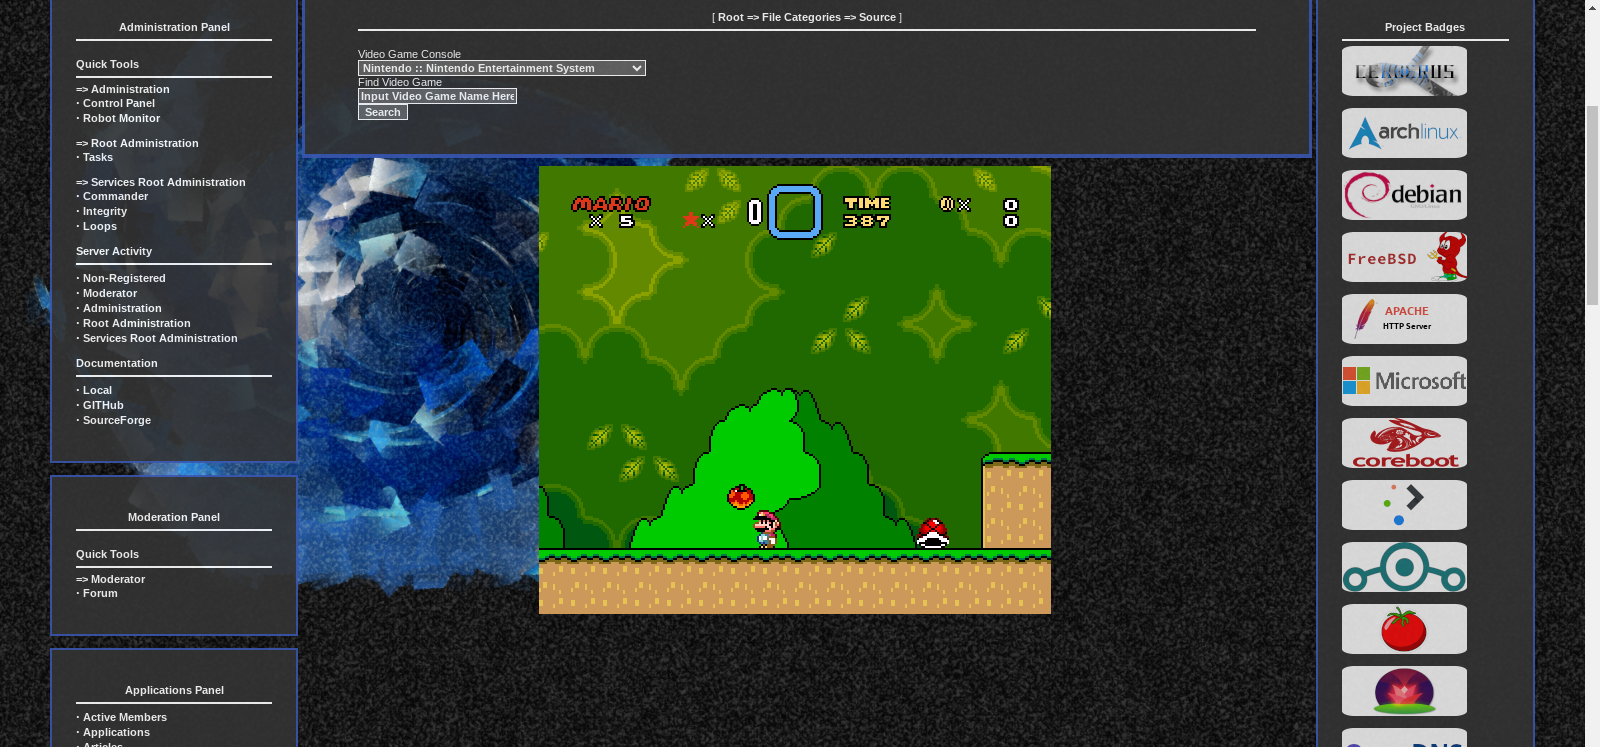 Administration Panel
Quick Tools
=> Administration
· Control Panel
· Robot Monitor
=> Root Administration
· Tasks
=> Services Root Administration
· Commander
· Integrity
· Loops
Server Activity
· Non-Registered
· Moderator
· Administration
· Root Administration
· Services Root Administration
Documentation
· Local
· GITHub
· SourceForge
Moderation Panel
Quick Tools
=> Moderator
· Forum
Applications Panel
· Active Members
· Applications
· Articles
[ Root => File Categories => Source ]
Video Game Console
Nintendo :: Nintendo Entertainment System
Find Video Game
Input Video Game Name Here
Search
MARIO
x 5
★x
0
TIME
387
x 0
0
Project Badges
CERBERUS
archlinux
debian
FreeBSD
APACHE
HTTP Server
Microsoft
coreboot
DNS